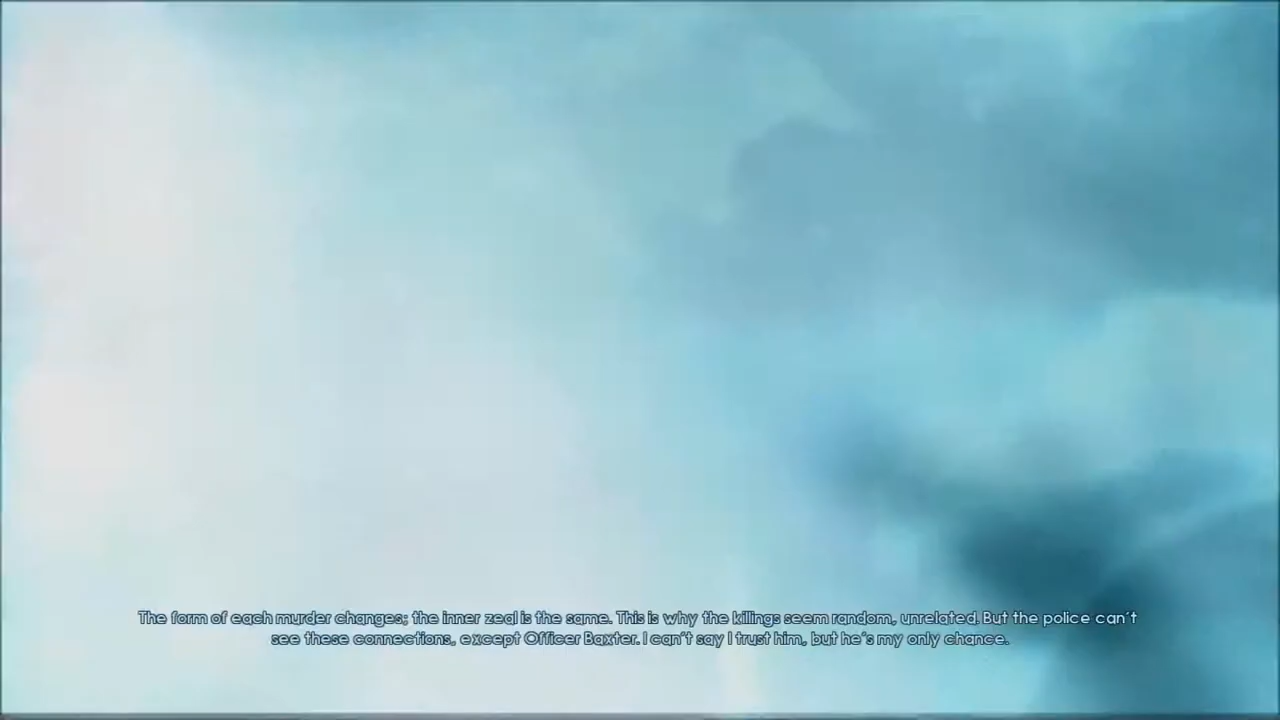 The form of each murder changes; the inner zeal is the same. This is why the killings seem random, unrelated. But the police can't
see these connections, except Officer Baxter. I can't say I trust him, but he's my only chance.